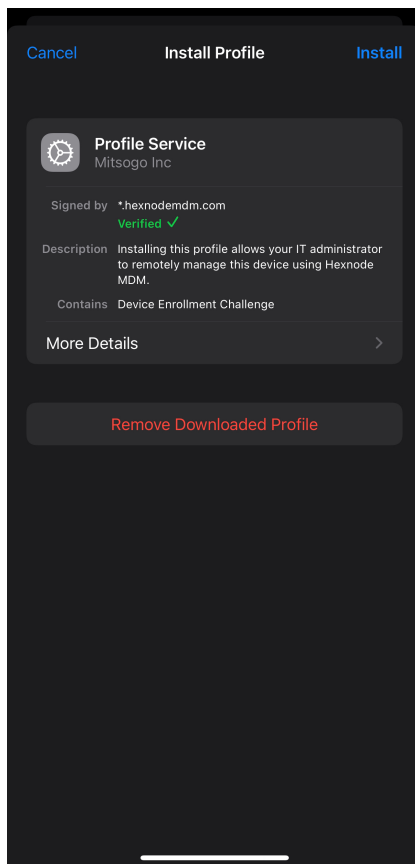 Cancel Install Profile Install
Profile Service
Mitsogo Inc
Signed by *.hexnodemdm.com
Verified ✓
Description Installing this profile allows your IT administrator
to remotely manage this device using Hexnode
MDM.
Contains Device Enrollment Challenge
More Details
Remove Downloaded Profile